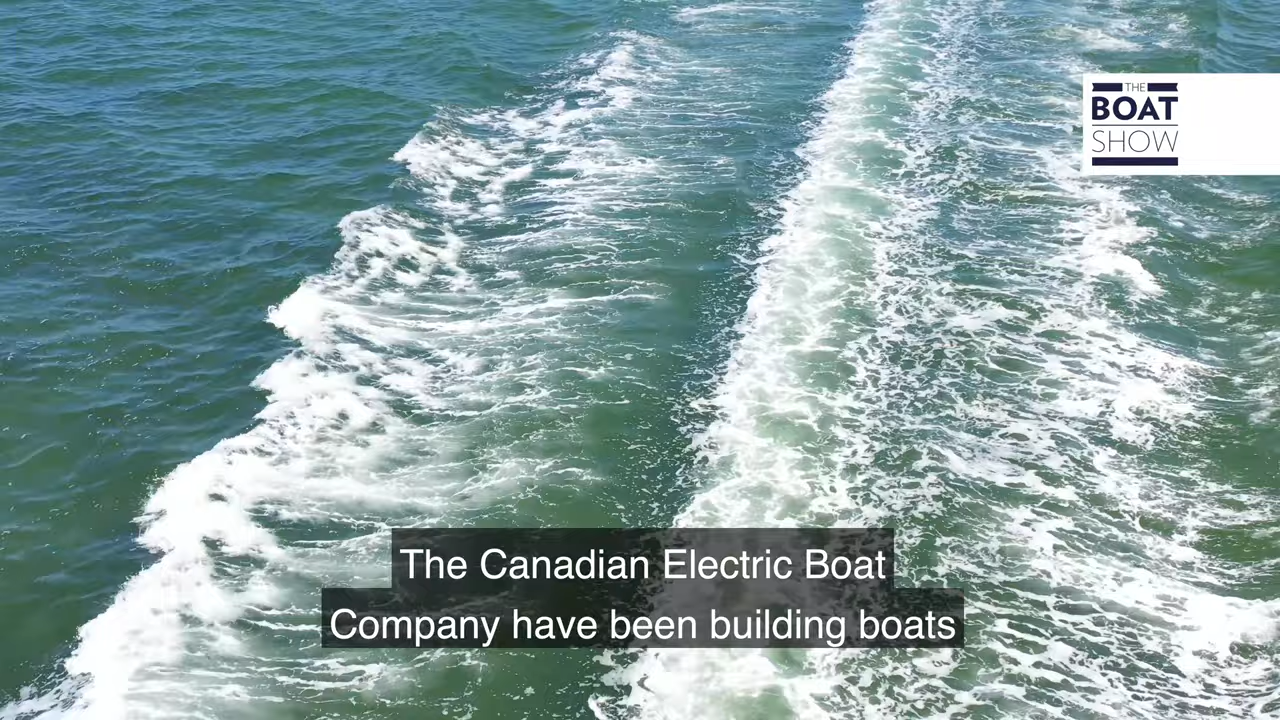 THE
BOAT
SHOW
The Canadian Electric Boat
Company have been building boats